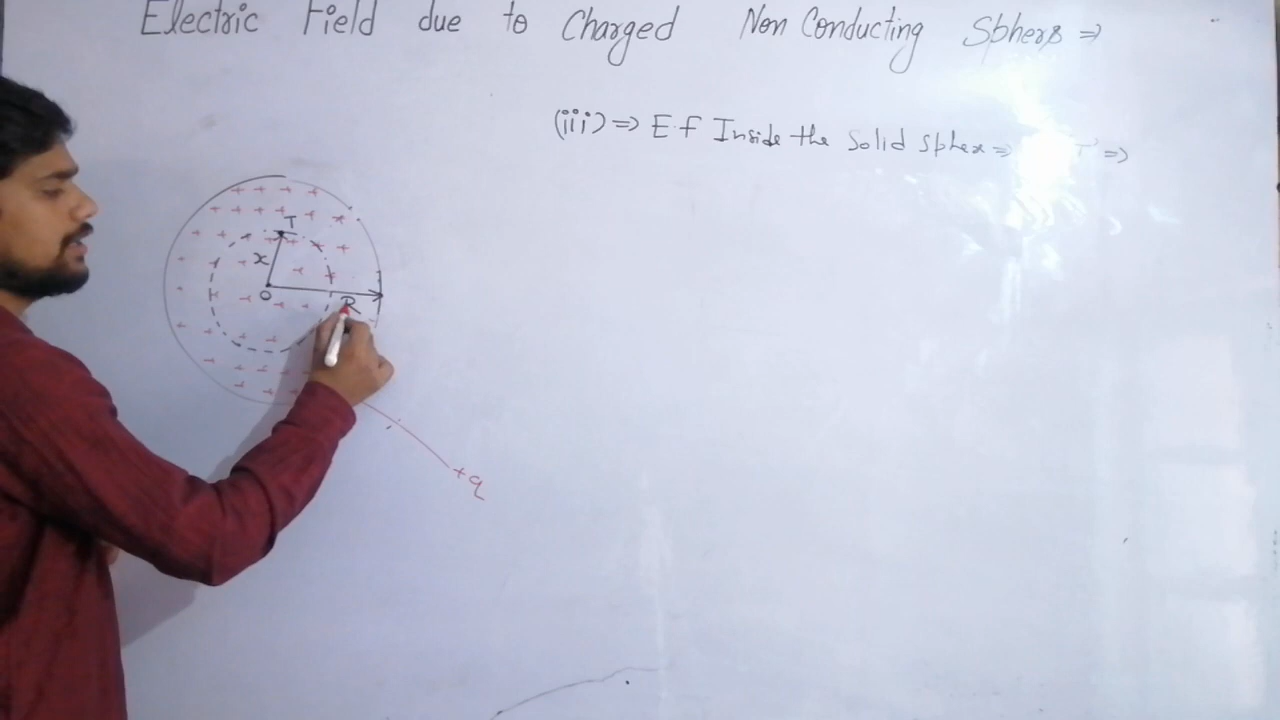 Electric Field due to Charged Non Conducting Sphere ⇒
(iii) ⇒ E.f Inside the Solid Sphere ⇒ 'T' ⇒
T
x
O
R
+q